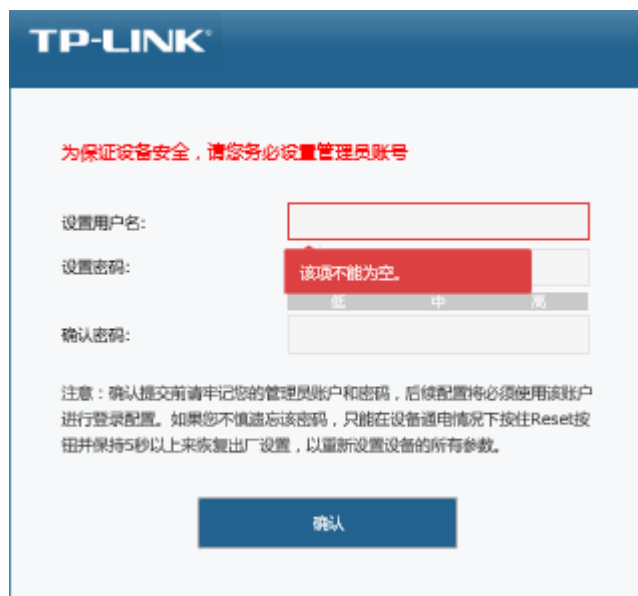 TP-LINK®
为保证设备安全，请您务必设置管理员账号
设置用户名:
设置密码:
该项不能为空。
低 中 高
确认密码:
注意：确认提交前请牢记您的管理员账户和密码，后续配置将必须使用该账户
进行登录配置。如果您不慎遗忘该密码，只能在设备通电情况下按住Reset按
钮并保持5秒以上来恢复出厂设置，以重新设置设备的所有参数。
确认